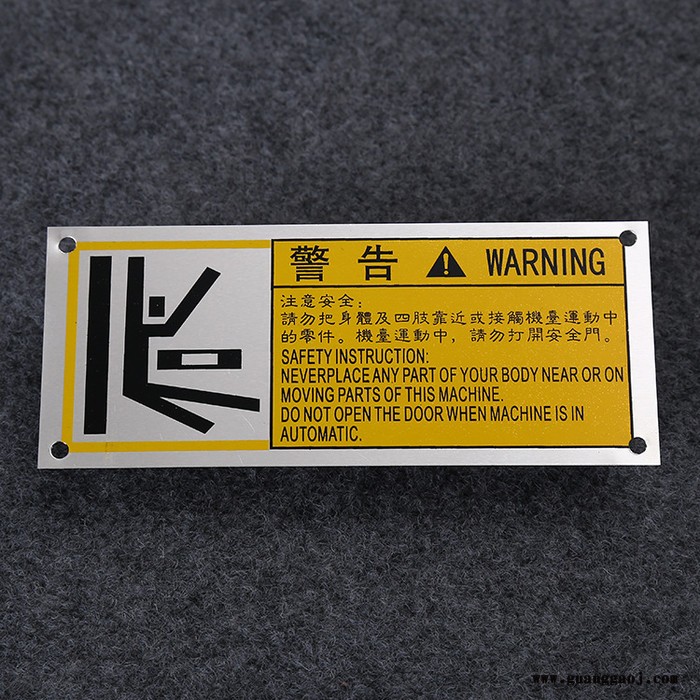 警告 WARNING
注意安全:
請勿把身體及四肢靠近或接觸機臺運動中
的零件。機臺運動中,請勿打開安全門。
SAFETY INSTRUCTION:
NEVERPLACE ANY PART OF YOUR BODY NEAR OR ON
MOVING PARTS OF THIS MACHINE.
DO NOT OPEN THE DOOR WHEN MACHINE IS IN
AUTOMATIC.
www.guanggaoj.com